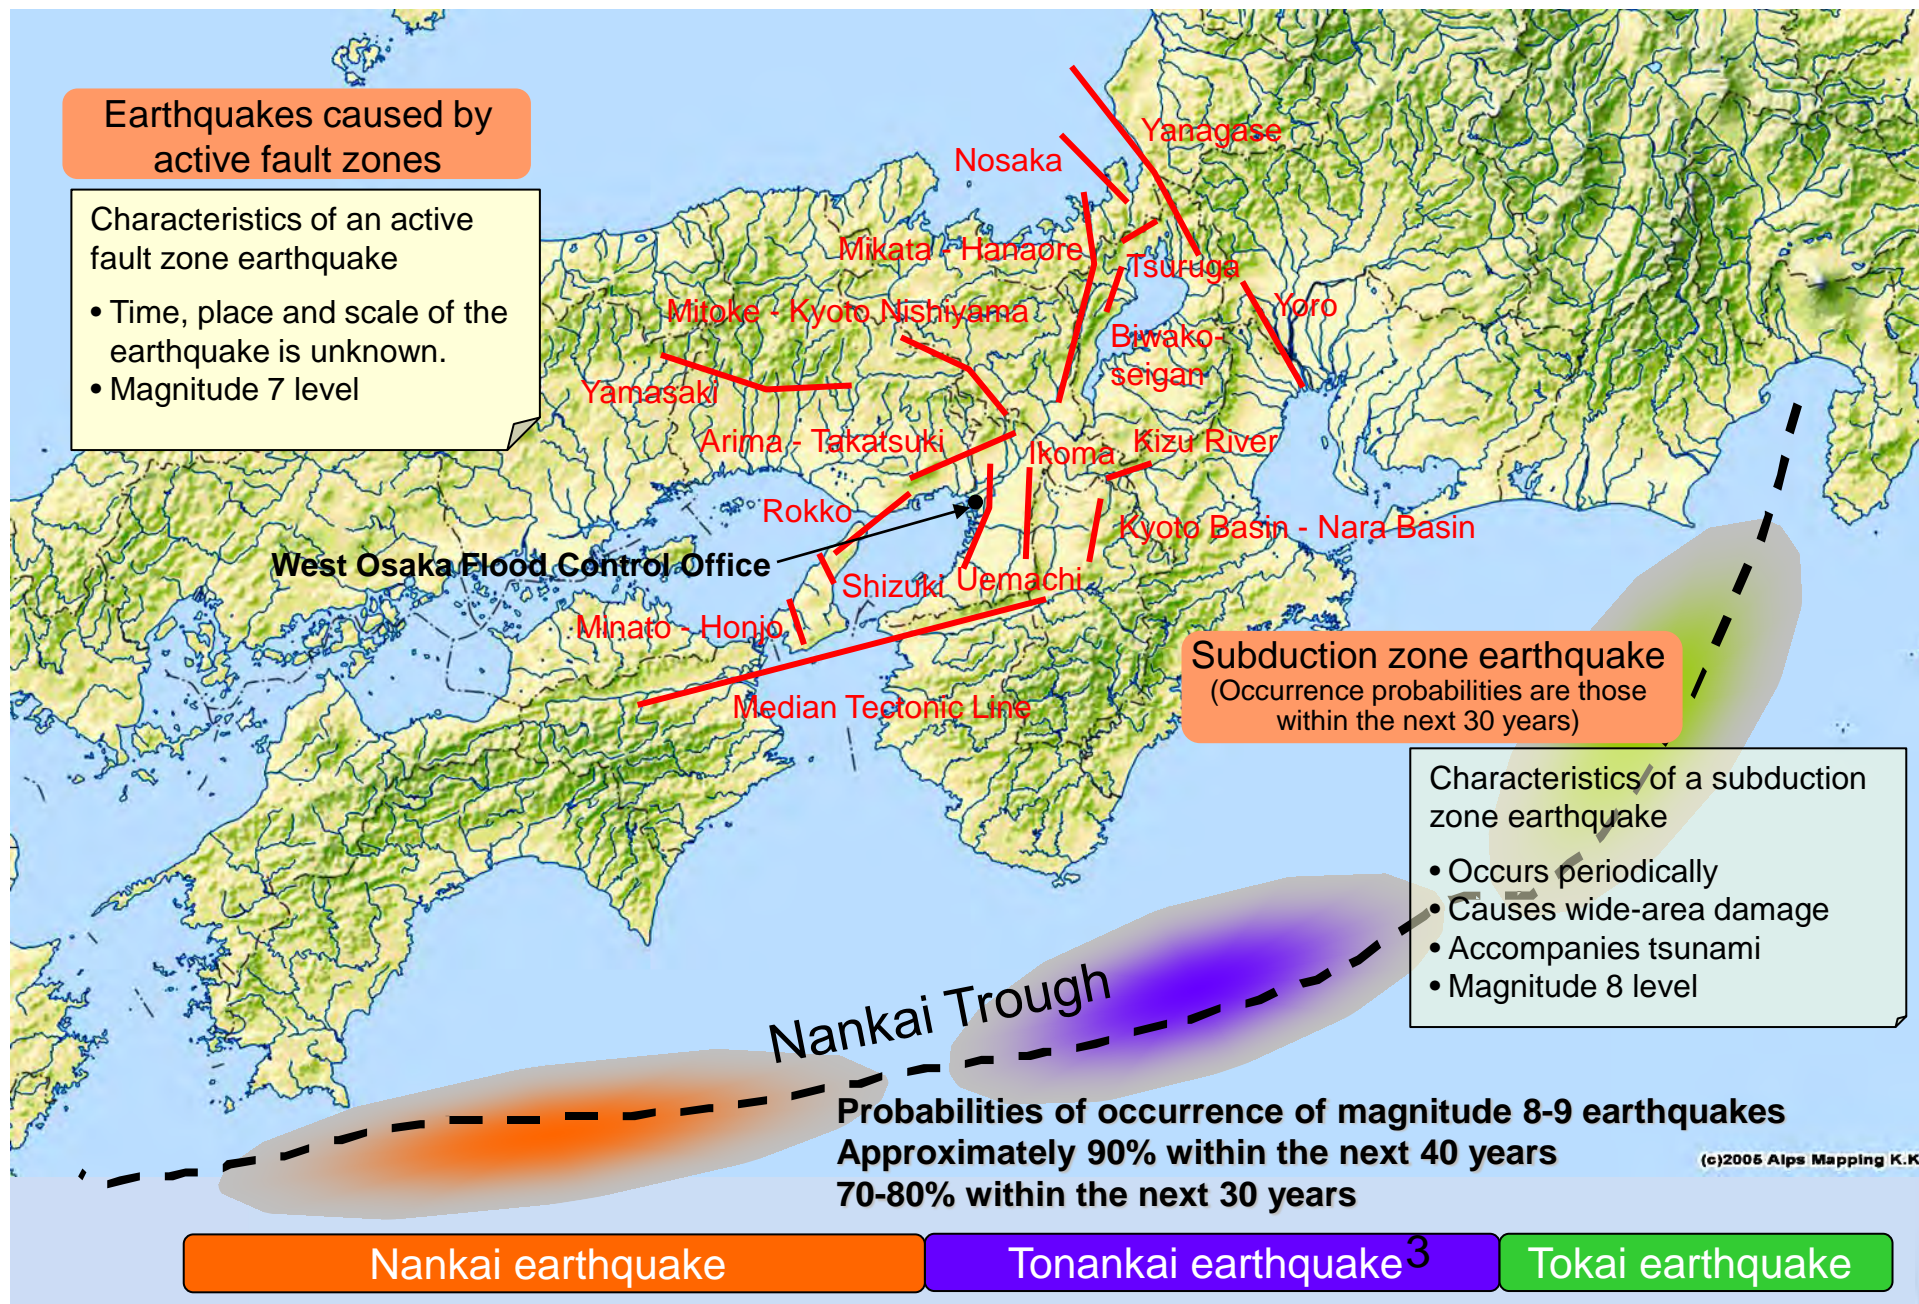 Earthquakes caused by
active fault zones
Characteristics of an active
fault zone earthquake
• Time, place and scale of the
earthquake is unknown.
• Magnitude 7 level
Yanagase
Nosaka
Mikata - Hanaore
Tsuruga
Mitoke - Kyoto Nishiyama
Yoro
Biwako-
seigan
Yamasaki
Arima - Takatsuki
Ikoma
Kizu River
Rokko
Kyoto Basin - Nara Basin
West Osaka Flood Control Office
Shizuki
Uemachi
Minato - Honjo
Median Tectonic Line
Subduction zone earthquake
(Occurrence probabilities are those
within the next 30 years)
Characteristics of a subduction
zone earthquake
• Occurs periodically
• Causes wide-area damage
• Accompanies tsunami
• Magnitude 8 level
Nankai Trough
Probabilities of occurrence of magnitude 8-9 earthquakes
Approximately 90% within the next 40 years
70-80% within the next 30 years
(c)2005 Alps Mapping K.K
Nankai earthquake
Tonankai earthquake
3
Tokai earthquake